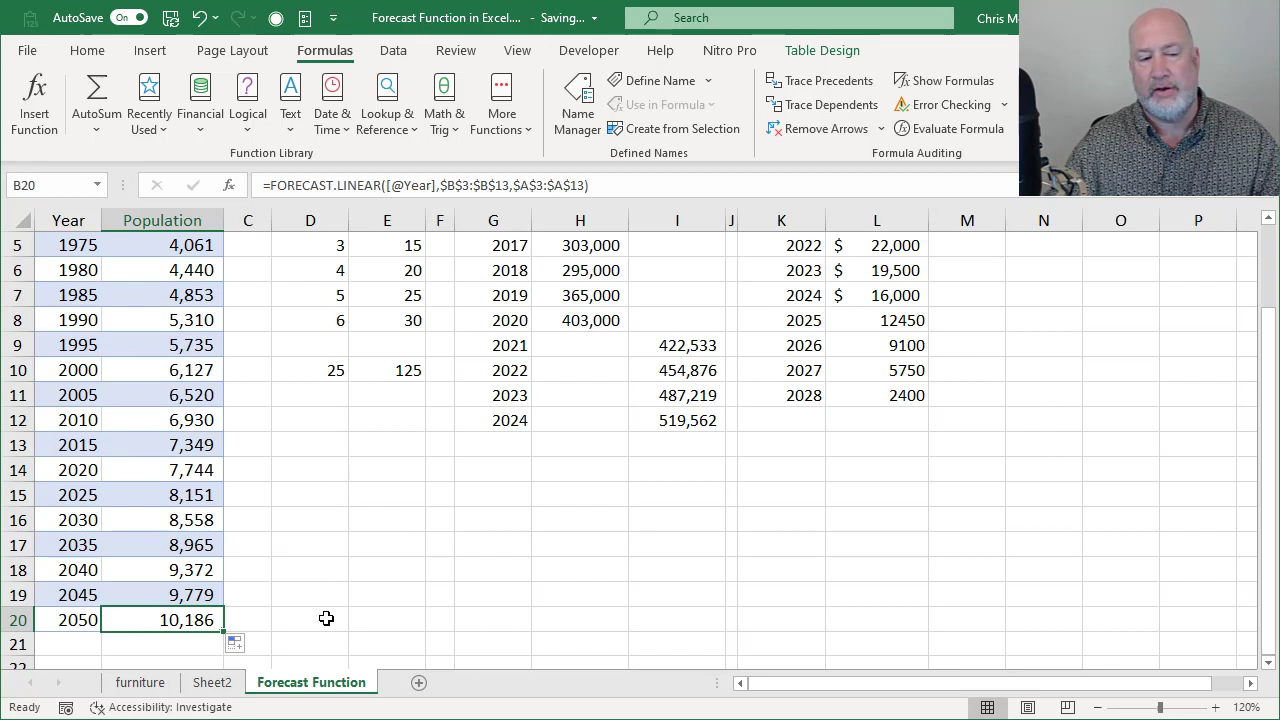 AutoSave On Forecast Function in Excel.... - Saving... Search Chris M
File Home Insert Page Layout Formulas Data Review View Developer Help Nitro Pro Table Design
fx Insert Function
AutoSum
Recently Used
Financial
Logical
Text
Date & Time
Lookup & Reference
Math & Trig
More Functions
Function Library
Name Manager
Define Name
Use in Formula
Create from Selection
Defined Names
Trace Precedents
Trace Dependents
Remove Arrows
Show Formulas
Error Checking
Evaluate Formula
Formula Auditing
B20 fx =FORECAST.LINEAR([@Year],$B$3:$B$13,$A$3:$A$13)
Year Population C D E F G H I J K L M N O P
5 1975 4,061 3 15 2017 303,000 2022 $ 22,000
6 1980 4,440 4 20 2018 295,000 2023 $ 19,500
7 1985 4,853 5 25 2019 365,000 2024 $ 16,000
8 1990 5,310 6 30 2020 403,000 2025 12450
9 1995 5,735 2021 422,533 2026 9100
10 2000 6,127 25 125 2022 454,876 2027 5750
11 2005 6,520 2023 487,219 2028 2400
12 2010 6,930 2024 519,562
13 2015 7,349
14 2020 7,744
15 2025 8,151
16 2030 8,558
17 2035 8,965
18 2040 9,372
19 2045 9,779
20 2050 10,186
21
22
furniture Sheet2 Forecast Function
Ready Accessibility: Investigate 120%